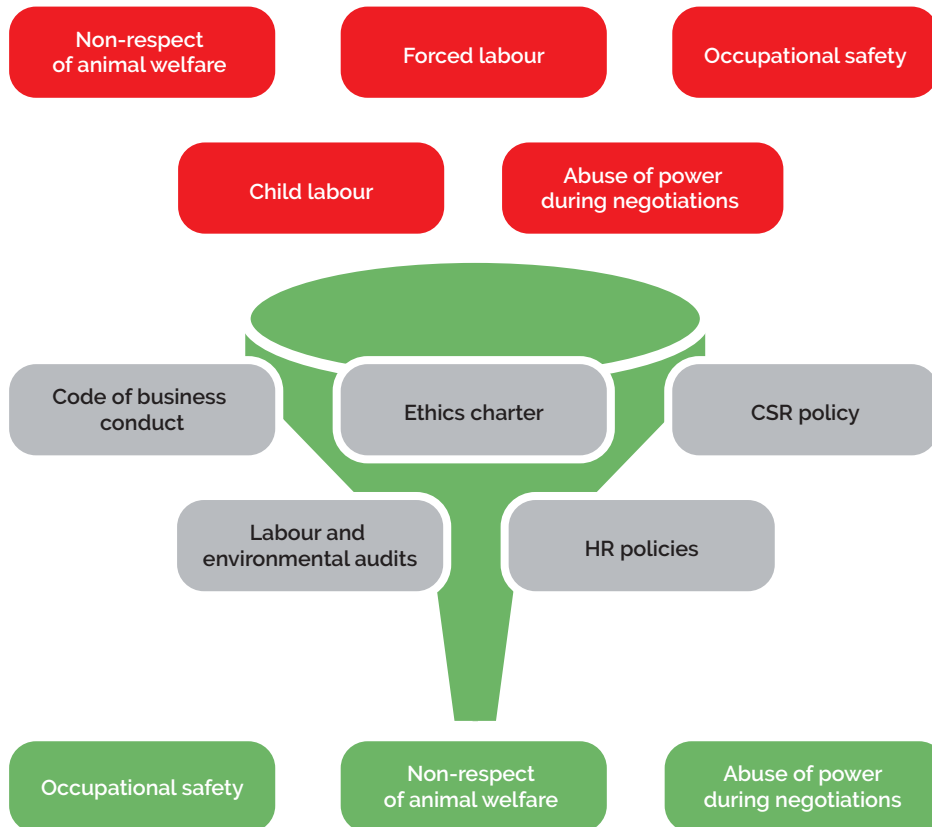 Non-respect
of animal welfare
Forced labour
Occupational safety
Child labour
Abuse of power
during negotiations
Code of business
conduct
Ethics charter
CSR policy
Labour and
environmental audits
HR policies
Occupational safety
Non-respect
of animal welfare
Abuse of power
during negotiations